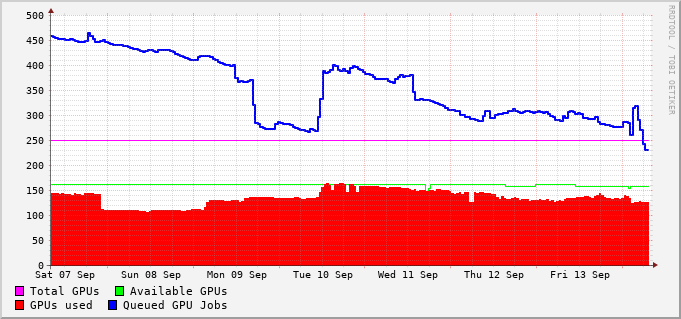 500
450
400
350
300
250
200
150
100
50
0
Sat 07 Sep Sun 08 Sep Mon 09 Sep Tue 10 Sep Wed 11 Sep Thu 12 Sep Fri 13 Sep
Total GPUs Available GPUs
GPUs used Queued GPU Jobs
RRDTOOL / TOBI OETIKER